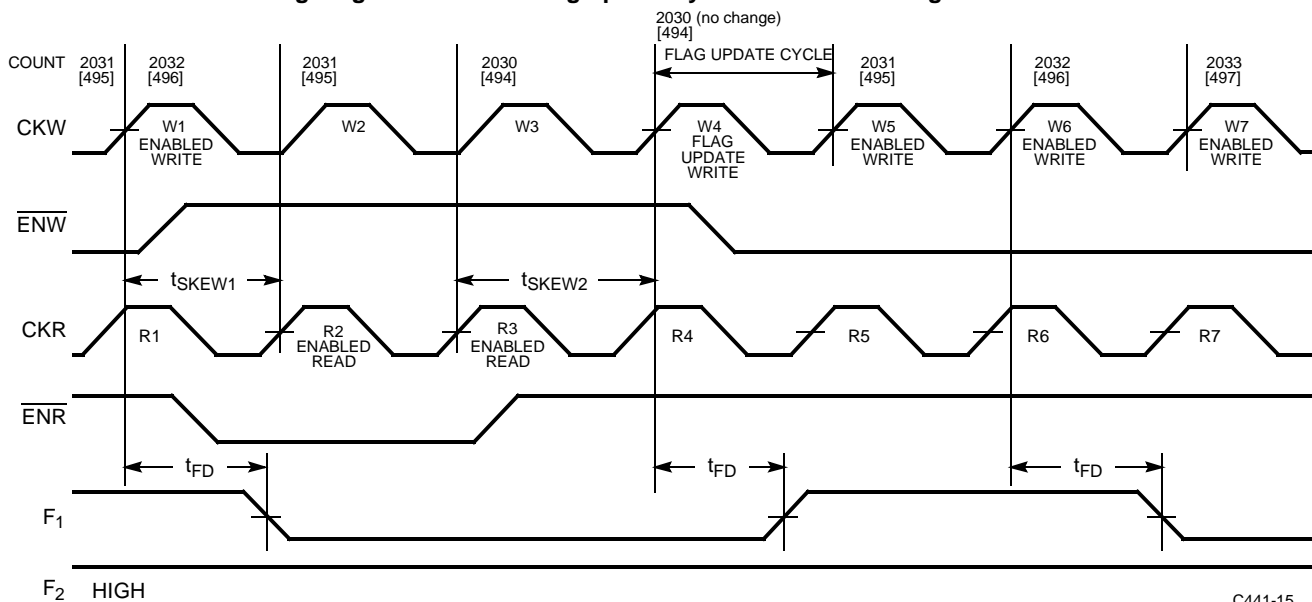 2030 (no change)
[494]
COUNT 2031 2032 2031 2030 FLAG UPDATE CYCLE 2031 2032 2033
[495] [496] [495] [494] [495] [496] [497]
CKW W1 W2 W3 W4 W5 W6 W7
ENABLED FLAG ENABLED ENABLED ENABLED
WRITE UPDATE WRITE WRITE WRITE
WRITE
ENW
tSKEW1 tSKEW2
CKR R1 R2 R3 R4 R5 R6 R7
ENABLED ENABLED
READ READ
ENR
tFD tFD tFD
F1
F2 HIGH
C441-15